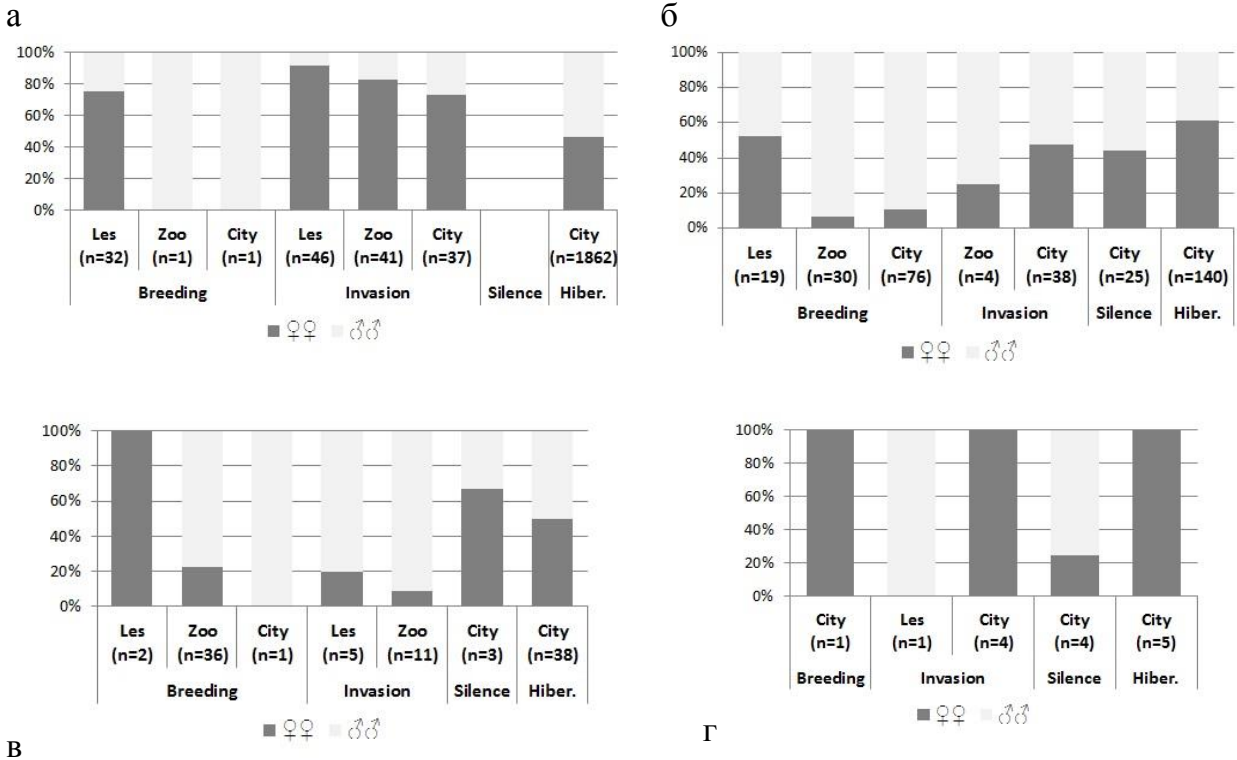 а
100%
80%
60%
40%
20%
0%
Les Zoo City Les Zoo City City
(n=32) (n=1) (n=1) (n=46) (n=41) (n=37) (n=1862)
Breeding Invasion Silence Hiber.
♀♀ ♂♂
б
100%
80%
60%
40%
20%
0%
Les Zoo City Zoo City City City
(n=19) (n=30) (n=76) (n=4) (n=38) (n=25) (n=140)
Breeding Invasion Silence Hiber.
♀♀ ♂♂
100%
80%
60%
40%
20%
0%
Les Zoo City Les Zoo City City
(n=2) (n=36) (n=1) (n=5) (n=11) (n=3) (n=38)
Breeding Invasion Silence Hiber.
♀♀ ♂♂
в
100%
80%
60%
40%
20%
0%
City Les City City City
(n=1) (n=1) (n=4) (n=4) (n=5)
Breeding Invasion Silence Hiber.
♀♀ ♂♂
г